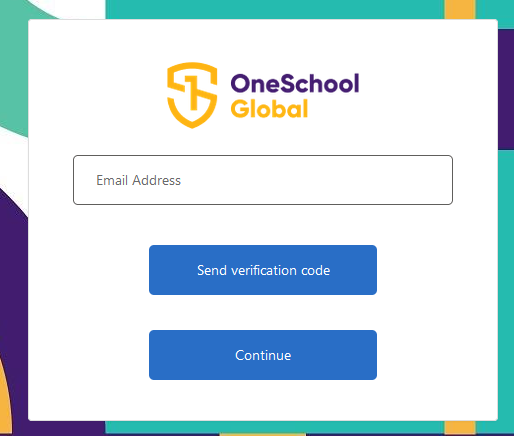 OneSchool
Global
Email Address
Send verification code
Continue